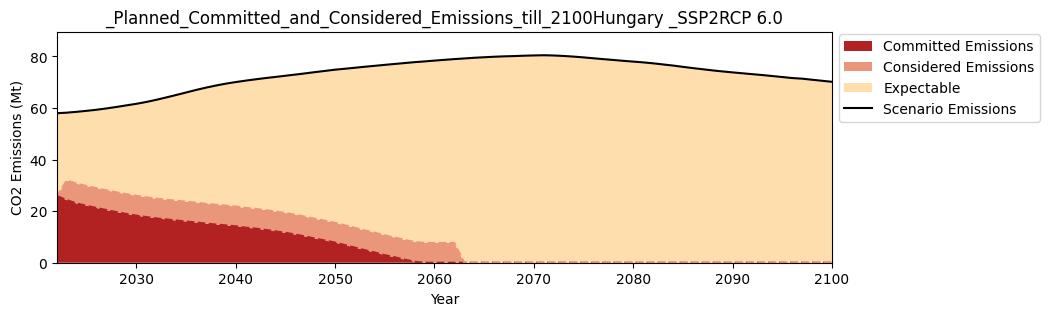 _Planned_Committed_and_Considered_Emissions_till_2100Hungary _SSP2RCP 6.0
Committed Emissions
Considered Emissions
Expectable
Scenario Emissions
CO2 Emissions (Mt)
80
60
40
20
0
2030 2040 2050 2060 2070 2080 2090 2100
Year